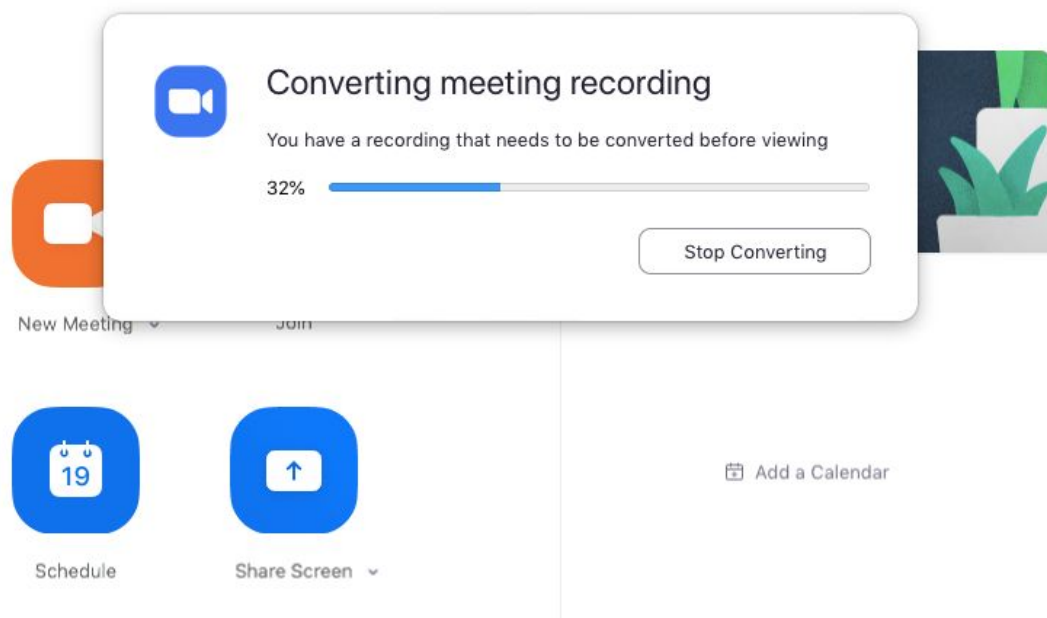 Converting meeting recording
You have a recording that needs to be converted before viewing
32%
Stop Converting
New Meeting
Join
19
Schedule
Share Screen
Add a Calendar